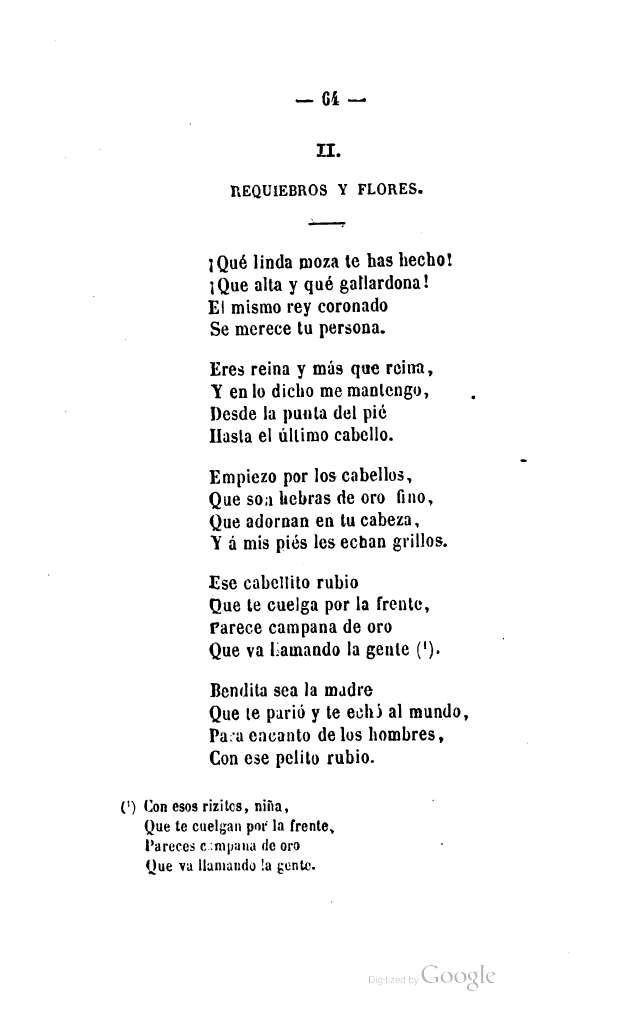 — 64 —
II.
REQUIEBROS Y FLORES.
¡Qué linda moza te has hecho!
¡Que alta y qué gallardona!
El mismo rey coronado
Se merece tu persona.
Eres reina y más que reina,
Y en lo dicho me mantengo,
Desde la punta del pié
Hasta el último cabello.
Empiezo por los cabellos,
Que son hebras de oro fino,
Que adornan en tu cabeza,
Y á mis piés les echan grillos.
Ese cabellito rubio
Que te cuelga por la frente,
Parece campana de oro
Que va llamando la gente (¹).
Bendita sea la madre
Que te parió y te echó al mundo,
Para encanto de los hombres,
Con ese pelito rubio.
(¹) Con esos rizitos, niña,
Que te cuelgan por la frente,
Pareces campana de oro
Que va llamando la gente.
Digitized by Google